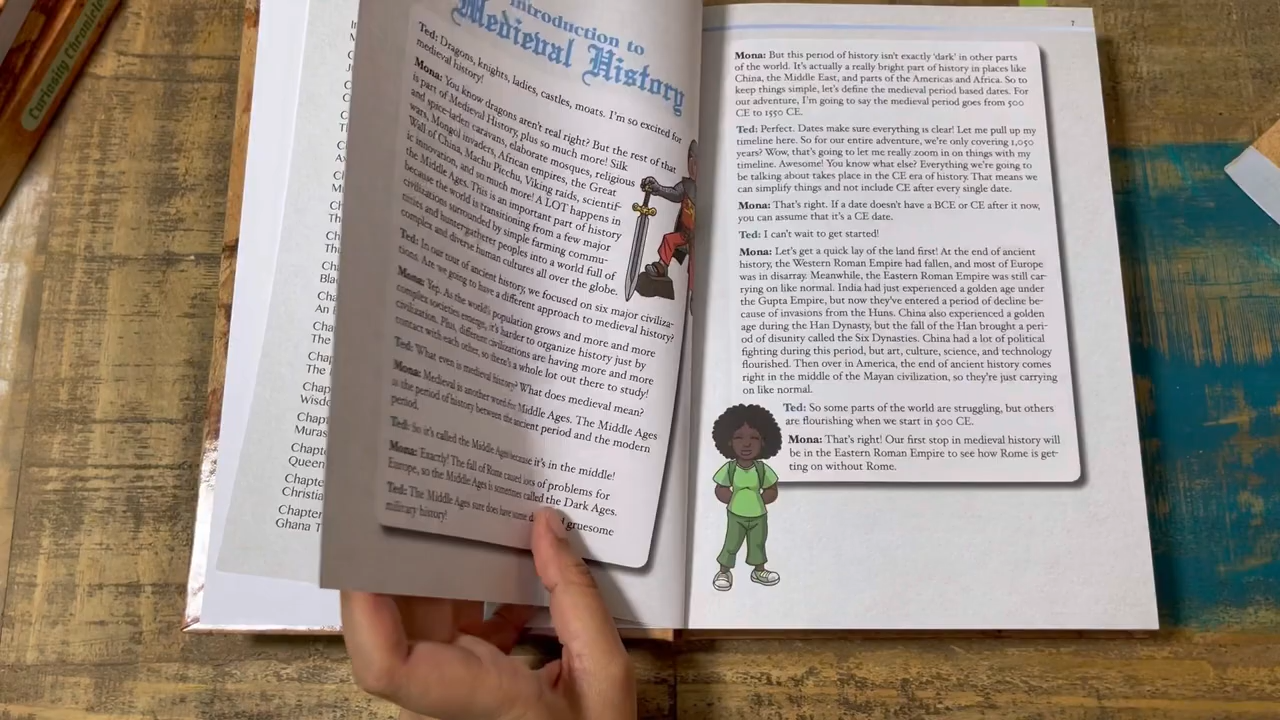 Curiosity Chronicles
Introduction to
Medieval History
Ted: Dragons, knights, ladies, castles, moats. I'm so excited for
medieval history!
Mona: You know dragons aren't real right? But the rest of that
is part of Medieval History, plus so much more! Silk
and spice-laden caravans, elaborate mosques, religious
wars, Mongol invaders, African empires, the Great
Wall of China, Machu Picchu, Viking raids, scientif-
ic innovation, and so much more! A LOT happens in
the Middle Ages. This is an important part of history
because the world is transitioning from a few major
civilizations surrounded by simple farming commu-
nities and hunter/gatherer peoples into a world full of
complex and diverse human cultures all over the globe.
Ted: In our tour of ancient history, we focused on six major civiliza-
tions. Are we going to have a different approach to medieval history?
Mona: Yep. As the world's population grows and more and more
complex societies emerge, it's harder to organize history just by
civilization. Plus, different civilizations are having more and more
contact with each other, so there's a whole lot out there to study!
Ted: What even is medieval history? What does medieval mean?
Mona: Medieval is another word for Middle Ages. The Middle Ages
is the period of history between the ancient period and the modern
period.
Ted: So it's called the Middle Ages because it's in the middle!
Mona: Exactly! The fall of Rome caused lots of problems for
Europe, so the Middle Ages is sometimes called the Dark Ages.
Ted: The Middle Ages sure does have some gruesome
military history!
7
Mona: But this period of history isn't exactly 'dark' in other parts
of the world. It's actually a really bright part of history in places like
China, the Middle East, and parts of the Americas and Africa. So to
keep things simple, let's define the medieval period based dates. For
our adventure, I'm going to say the medieval period goes from 500
CE to 1550 CE.
Ted: Perfect. Dates make sure everything is clear! Let me pull up my
timeline here. So for our entire adventure, we're only covering 1,050
years? Wow, that's going to let me really zoom in on things with my
timeline. Awesome! You know what else? Everything we're going to
be talking about takes place in the CE era of history. That means we
can simplify things and not include CE after every single date.
Mona: That's right. If a date doesn't have a BCE or CE after it now,
you can assume that it's a CE date.
Ted: I can't wait to get started!
Mona: Let's get a quick lay of the land first! At the end of ancient
history, the Western Roman Empire had fallen, and most of Europe
was in disarray. Meanwhile, the Eastern Roman Empire was still car-
rying on like normal. India had just experienced a golden age under
the Gupta Empire, but now they've entered a period of decline be-
cause of invasions from the Huns. China also experienced a golden
age during the Han Dynasty, but the fall of the Han brought a peri-
od of disunity called the Six Dynasties. China had a lot of political
fighting during this period, but art, culture, science, and technology
flourished. Then over in America, the end of ancient history comes
right in the middle of the Mayan civilization, so they're just carrying
on like normal.
Ted: So some parts of the world are struggling, but others
are flourishing when we start in 500 CE.
Mona: That's right! Our first stop in medieval history will
be in the Eastern Roman Empire to see how Rome is get-
ting on without Rome.